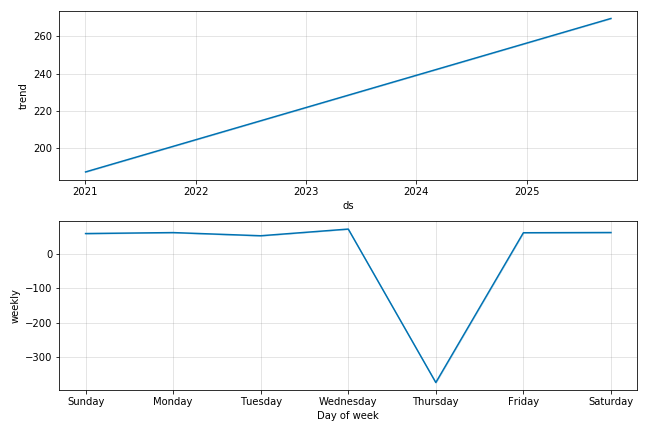 260
240
220
200
trend
2021 2022 2023 2024 2025
ds
0
−100
−200
−300
weekly
Sunday Monday Tuesday Wednesday Thursday Friday Saturday
Day of week